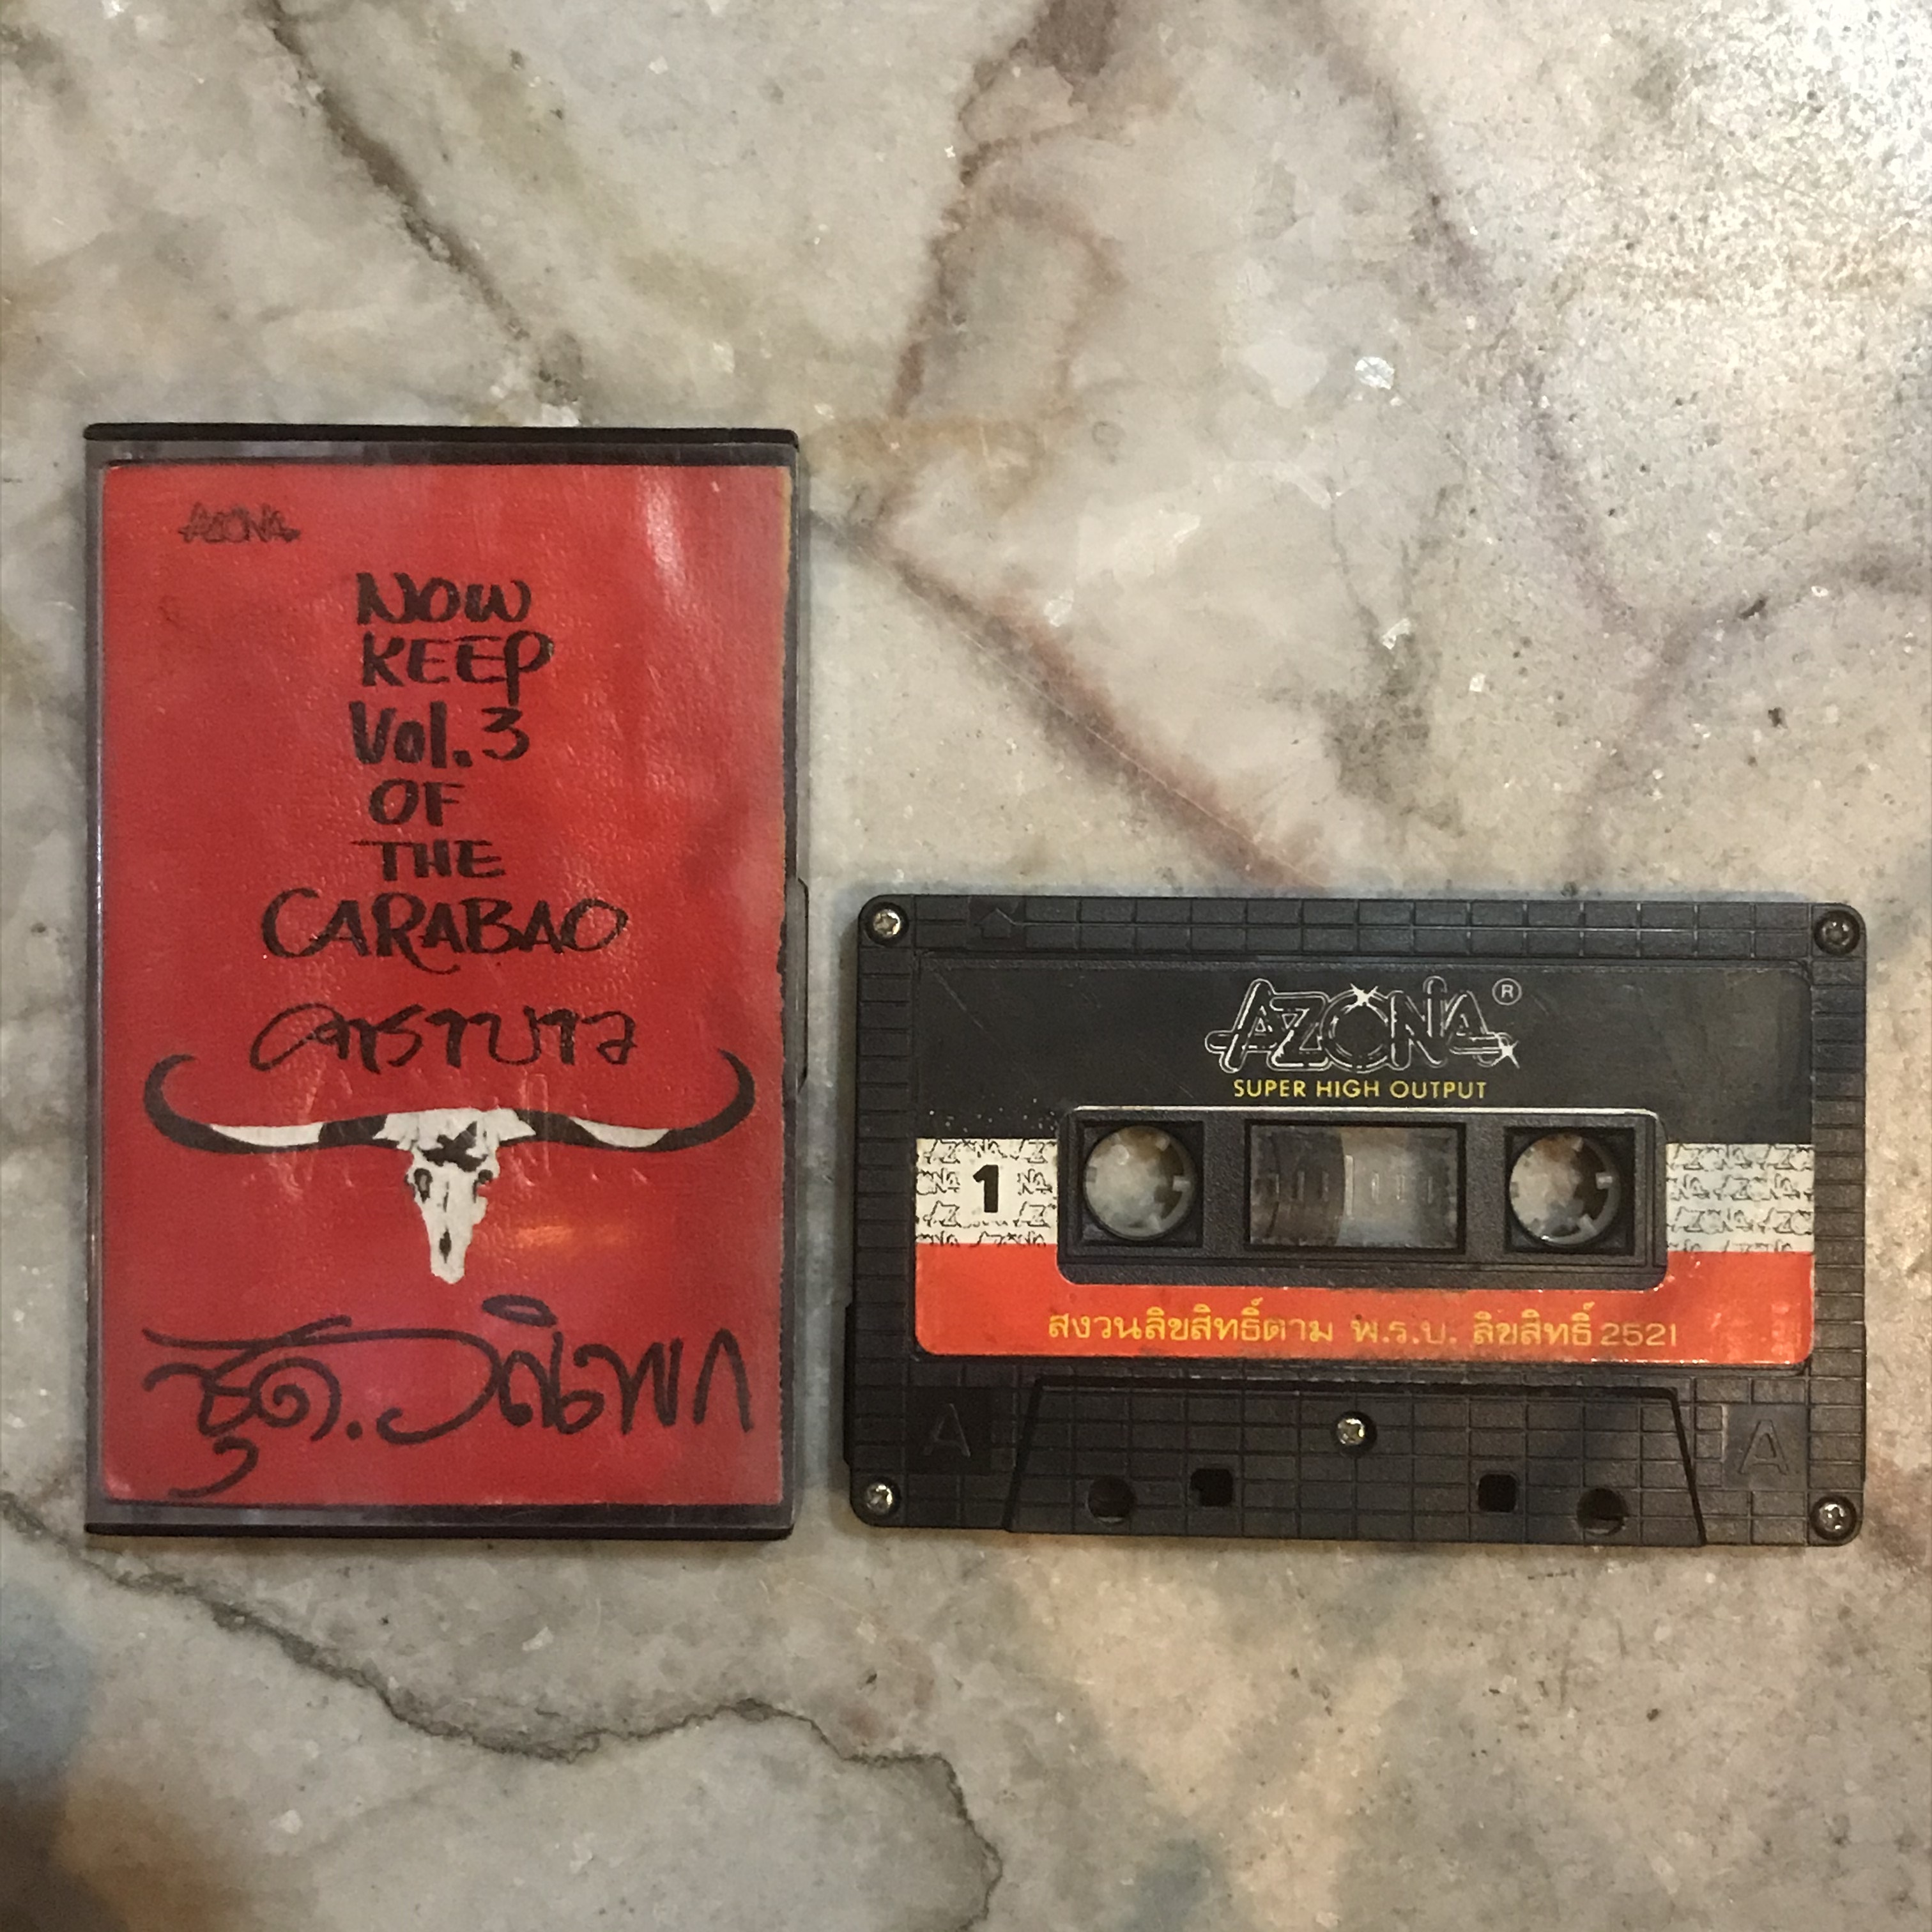 AZONA
NOW
KEEP
Vol.3
OF
THE
CARABAO
คาราบาว
ชุด.วณิพก
AZONA ®
SUPER HIGH OUTPUT
1
สงวนลิขสิทธิ์ตาม พ.ร.บ. ลิขสิทธิ์ 2521
A A